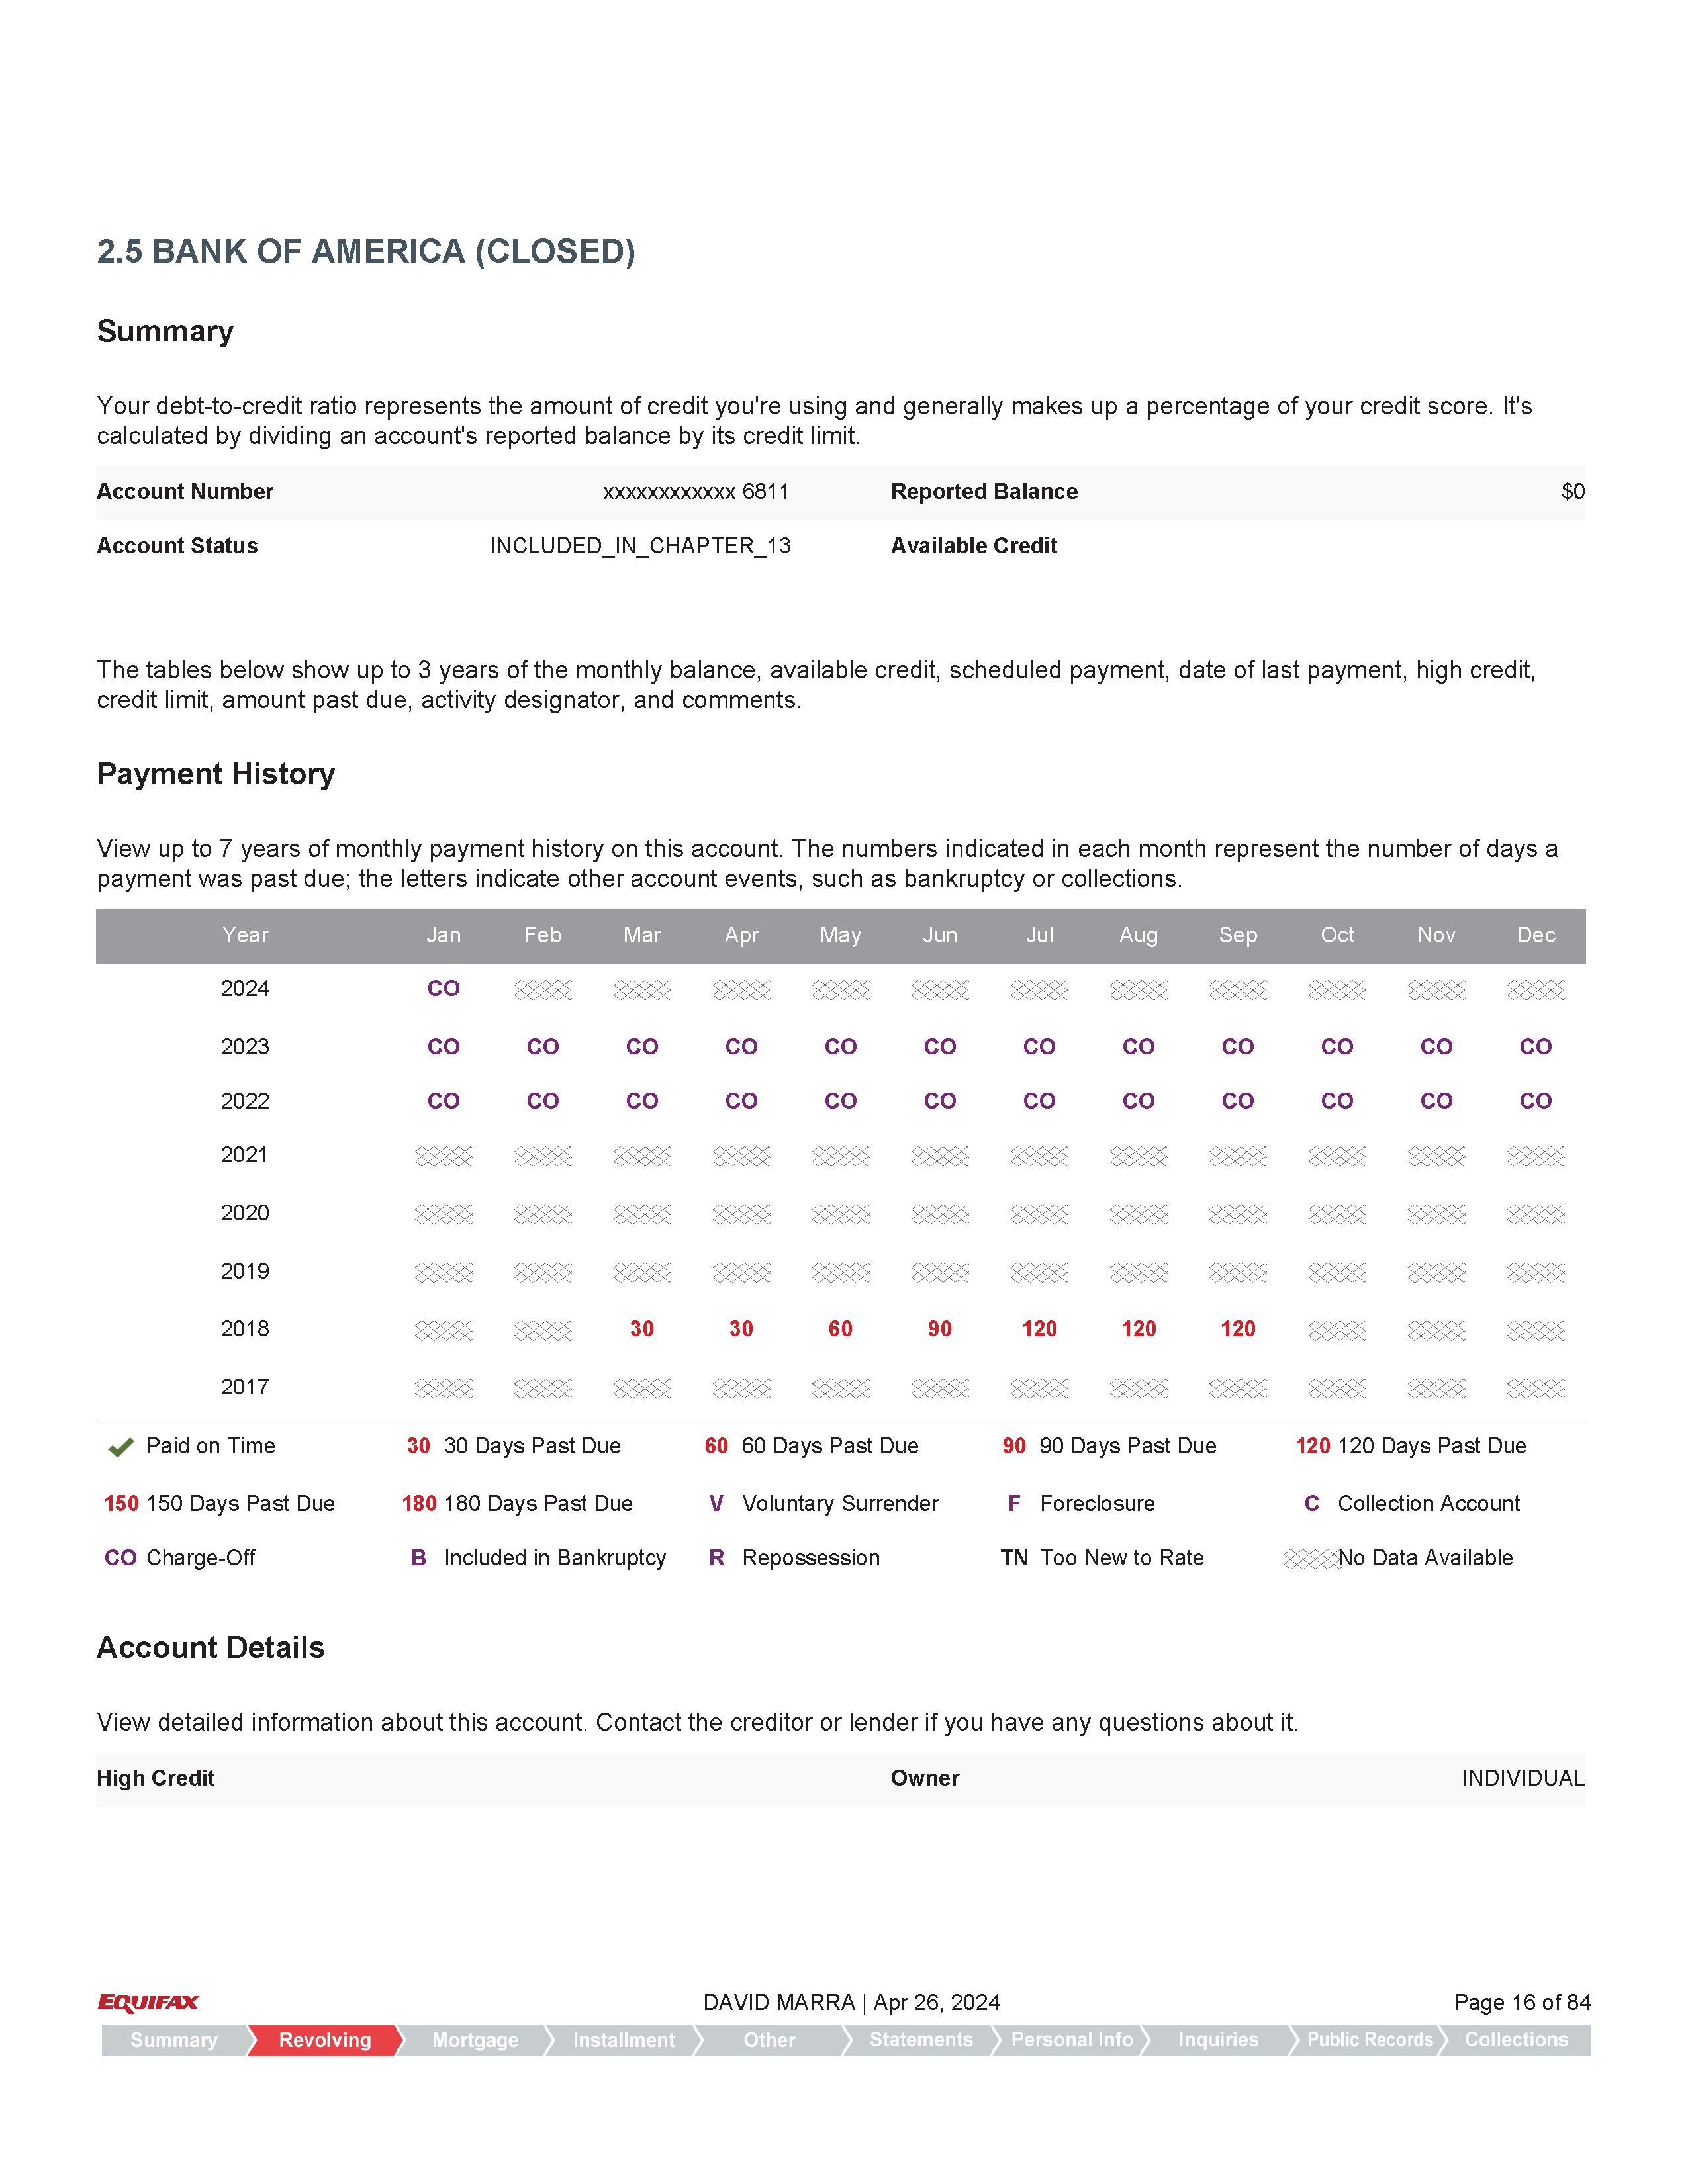 2.5 BANK OF AMERICA (CLOSED)
Summary
Your debt-to-credit ratio represents the amount of credit you're using and generally makes up a percentage of your credit score. It's
calculated by dividing an account's reported balance by its credit limit.
Account Number xxxxxxxxxxxx 6811 Reported Balance $0
Account Status INCLUDED_IN_CHAPTER_13 Available Credit
The tables below show up to 3 years of the monthly balance, available credit, scheduled payment, date of last payment, high credit,
credit limit, amount past due, activity designator, and comments.
Payment History
View up to 7 years of monthly payment history on this account. The numbers indicated in each month represent the number of days a
payment was past due; the letters indicate other account events, such as bankruptcy or collections.
Year Jan Feb Mar Apr May Jun Jul Aug Sep Oct Nov Dec
2024 CO
2023 CO CO CO CO CO CO CO CO CO CO CO CO
2022 CO CO CO CO CO CO CO CO CO CO CO CO
2021
2020
2019
2018 30 30 60 90 120 120 120
2017
Paid on Time 30 30 Days Past Due 60 60 Days Past Due 90 90 Days Past Due 120 120 Days Past Due
150 150 Days Past Due 180 180 Days Past Due V Voluntary Surrender F Foreclosure C Collection Account
CO Charge-Off B Included in Bankruptcy R Repossession TN Too New to Rate No Data Available
Account Details
View detailed information about this account. Contact the creditor or lender if you have any questions about it.
High Credit Owner INDIVIDUAL
EQUIFAX DAVID MARRA | Apr 26, 2024 Page 16 of 84
Summary Revolving Mortgage Installment Other Statements Personal Info Inquiries Public Records Collections